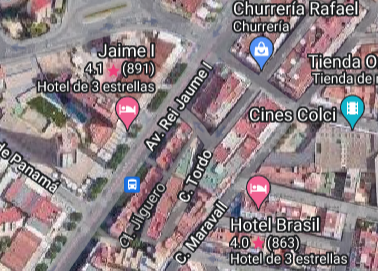 Churrería Rafael
Churrería
Jaime I
4.1 ★ (891)
Hotel de 3 estrellas
Tienda O
Tienda de
Av. Rei Jaume I
Cines Colci
de Panamá
C. Tordo
C/. Jilguero
C. Maravall
Hotel Brasil
4.0 ★ (863)
Hotel de 3 estrellas